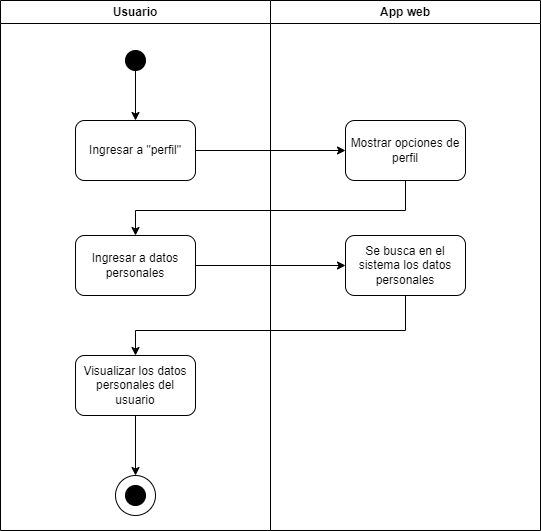 Usuario
App web
Ingresar a "perfil"
Mostrar opciones de
perfil
Ingresar a datos
personales
Se busca en el
sistema los datos
personales
Visualizar los datos
personales del
usuario